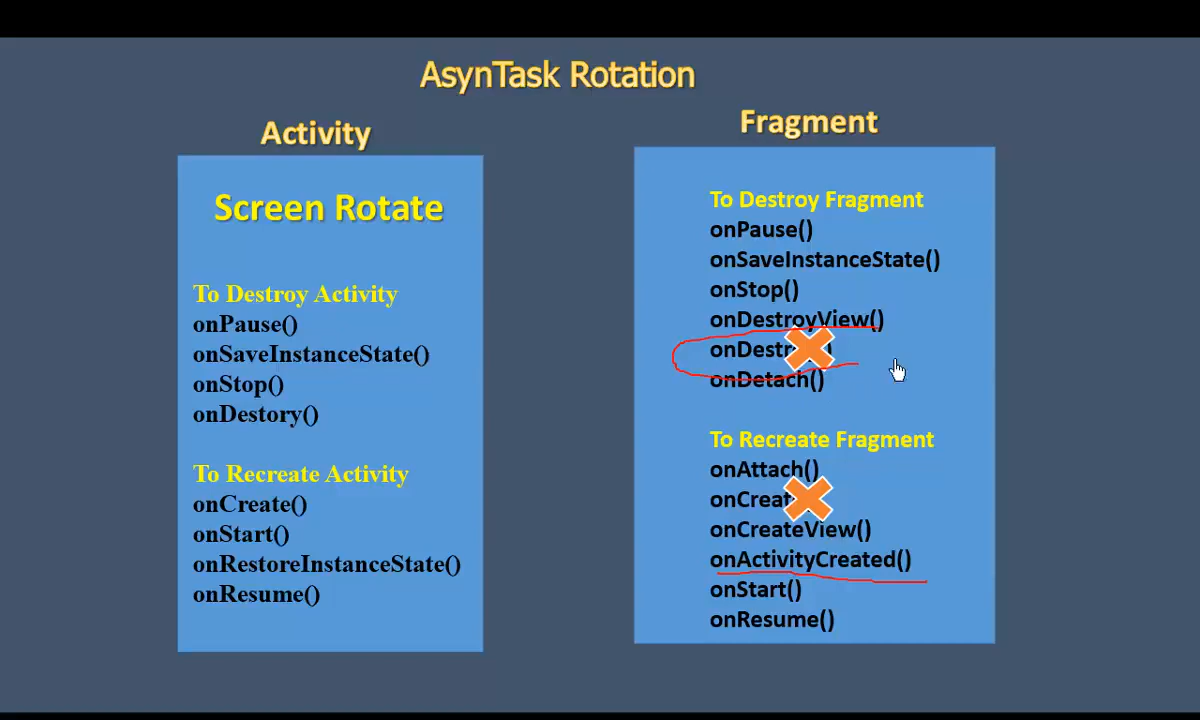 AsynTask Rotation
Activity
Screen Rotate
To Destroy Activity
onPause()
onSaveInstanceState()
onStop()
onDestory()
To Recreate Activity
onCreate()
onStart()
onRestoreInstanceState()
onResume()
Fragment
To Destroy Fragment
onPause()
onSaveInstanceState()
onStop()
onDestroyView()
onDetach()
To Recreate Fragment
onAttach()
onCreateView()
onActivityCreated()
onStart()
onResume()